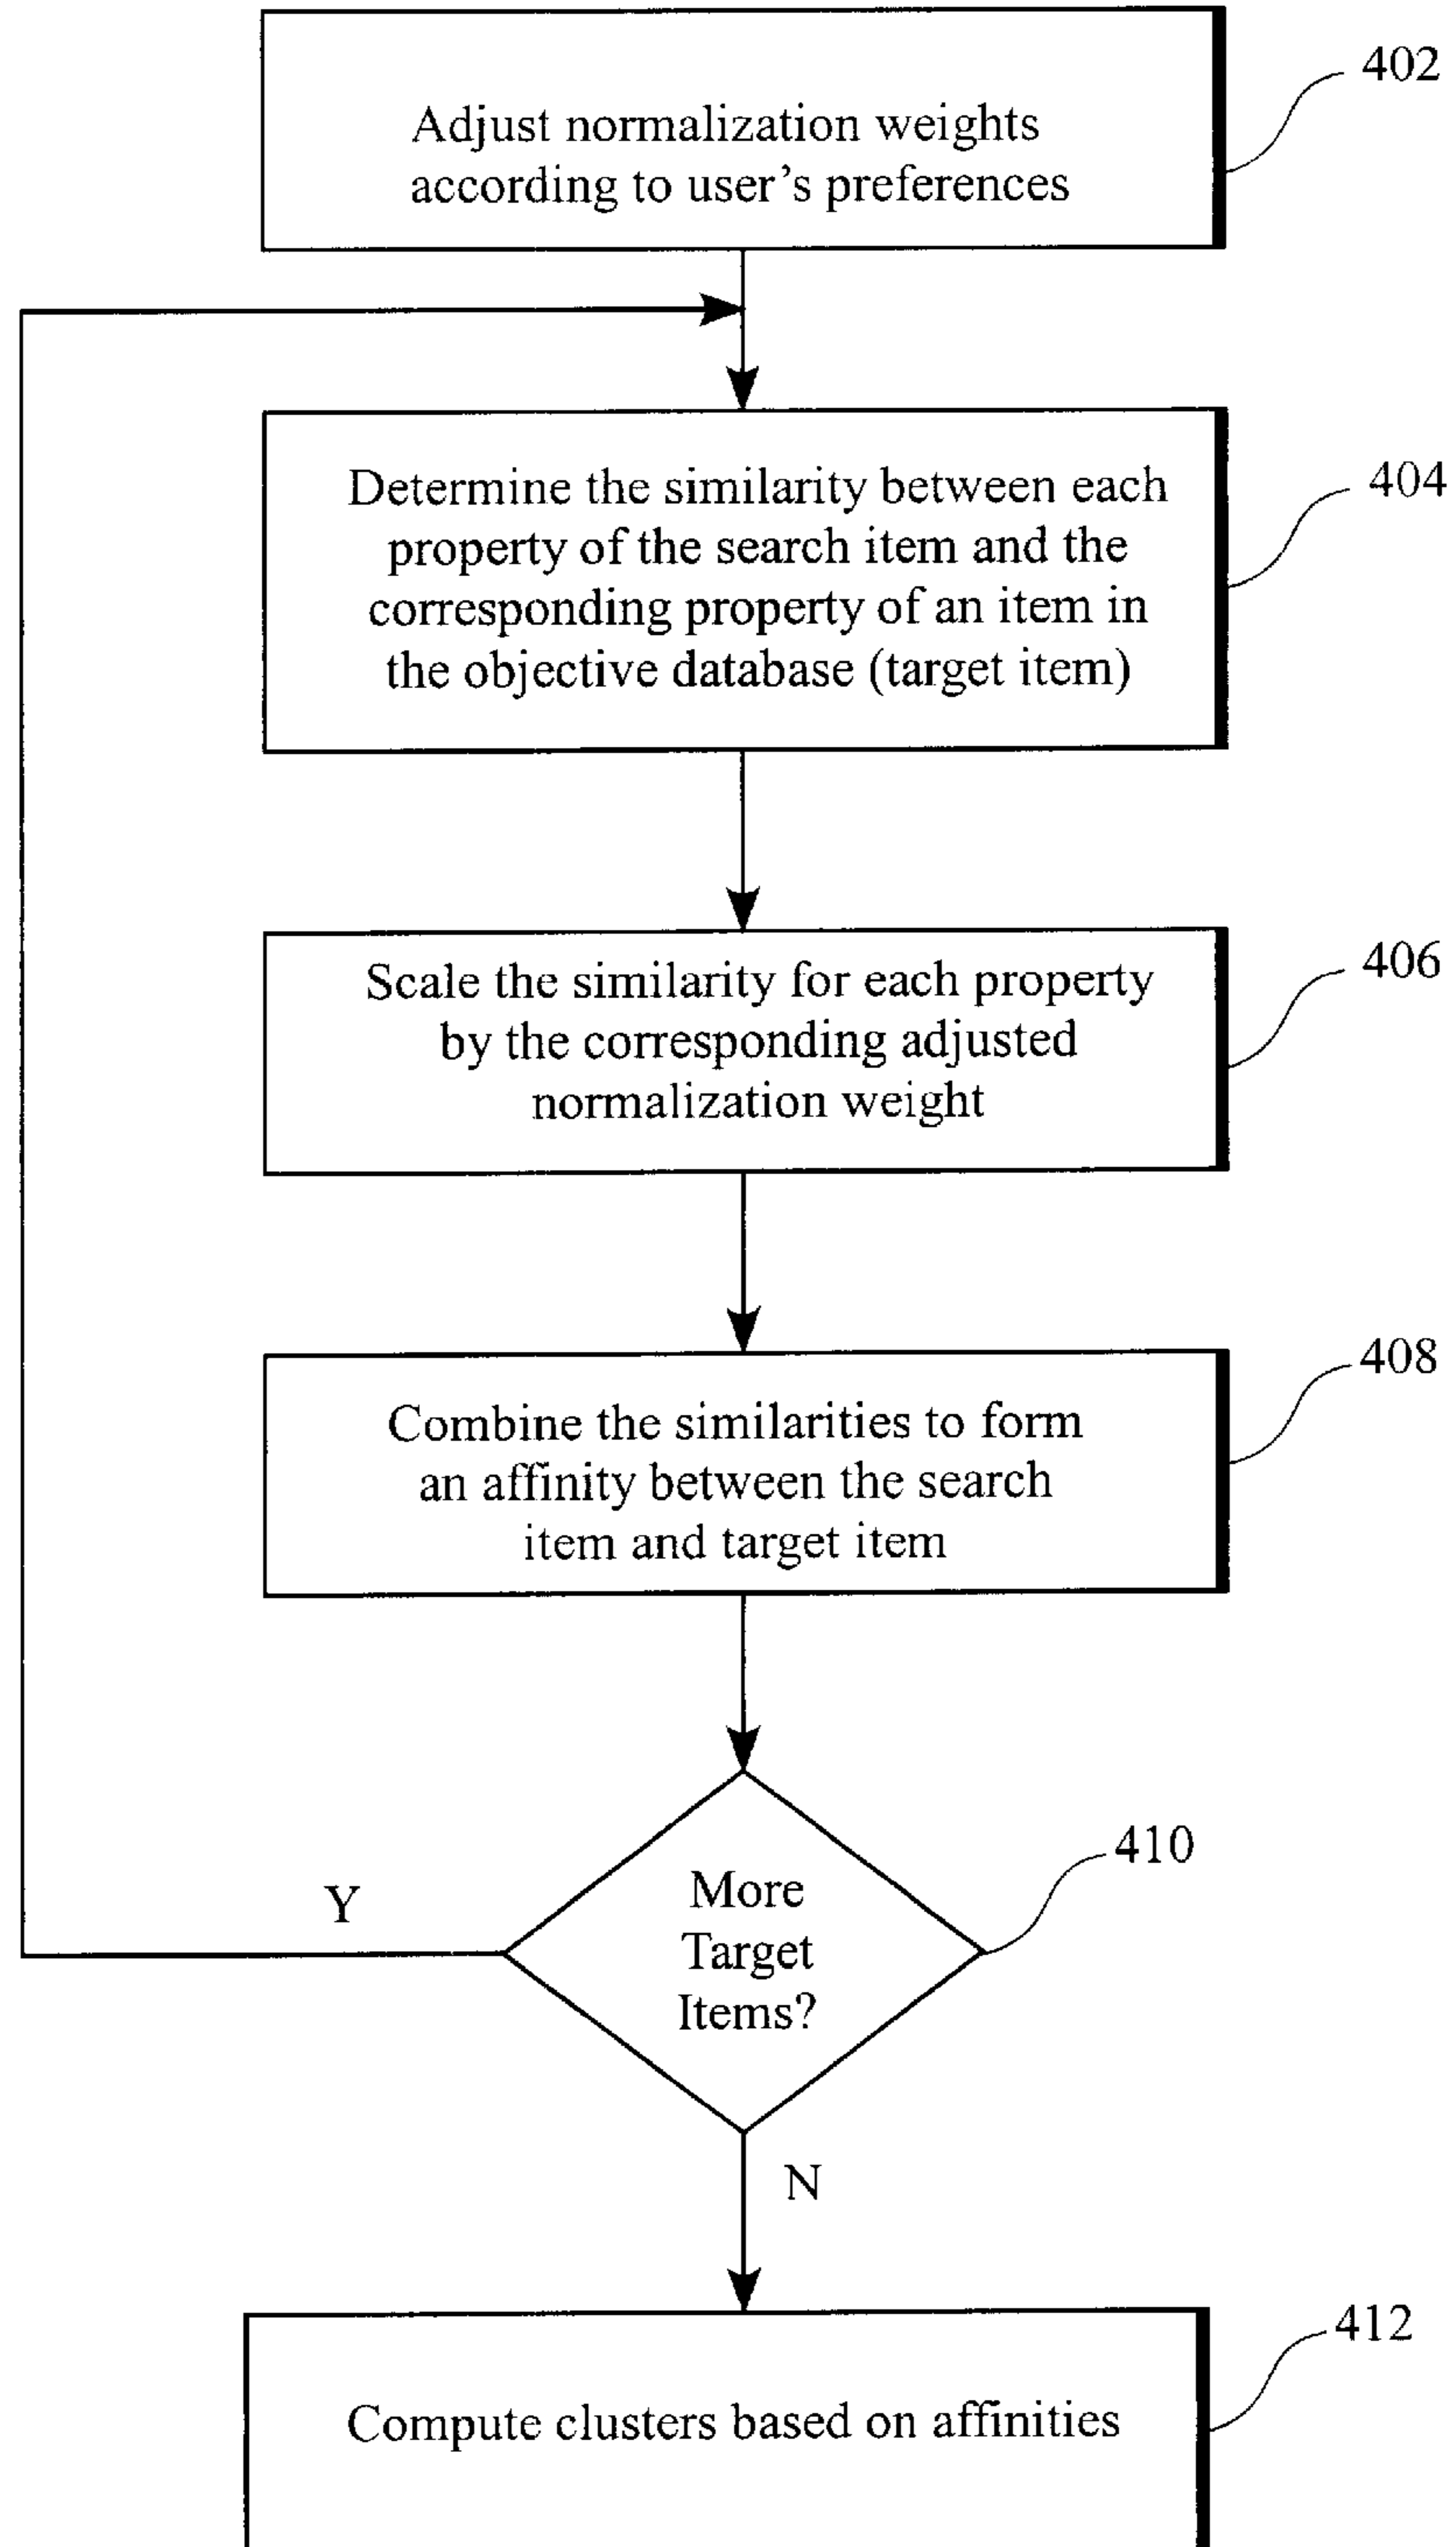 402
Adjust normalization weights
according to user's preferences
404
Determine the similarity between each
property of the search item and the
corresponding property of an item in
the objective database (target item)
406
Scale the similarity for each property
by the corresponding adjusted
normalization weight
408
Combine the similarities to form
an affinity between the search
item and target item
410
More
Target
Items?
Y
N
412
Compute clusters based on affinities